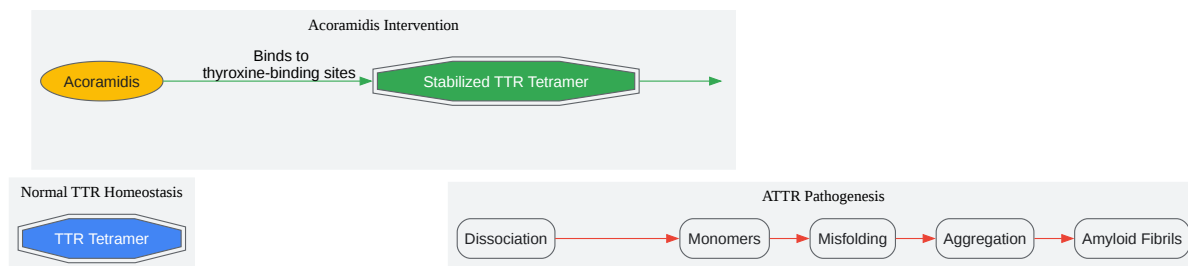 Acoramidis Intervention
Acoramidis
Binds to
thyroxine-binding sites
Stabilized TTR Tetramer
Normal TTR Homeostasis
TTR Tetramer
ATTR Pathogenesis
Dissociation
Monomers
Misfolding
Aggregation
Amyloid Fibrils